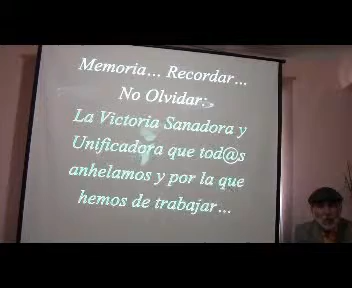 Memoria... Recordar...
No Olvidar:
La Victoria Sanadora y
Unificadora que tod@s
anhelamos y por la que
hemos de trabajar...